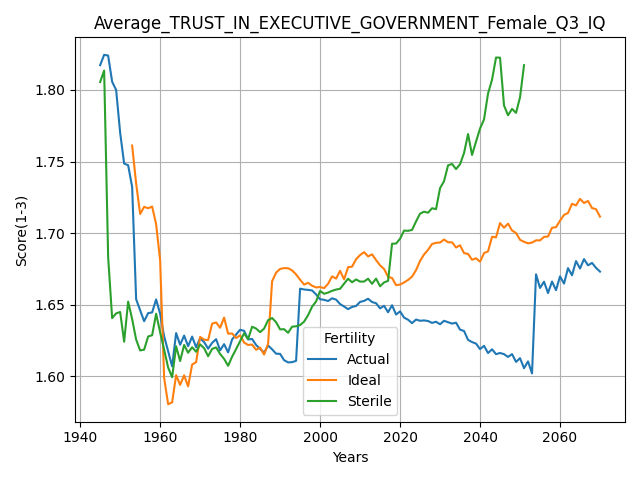 Average_TRUST_IN_EXECUTIVE_GOVERNMENT_Female_Q3_IQ
Score(1-3)
1.80
1.75
1.70
1.65
1.60
Fertility
Actual
Ideal
Sterile
1940 1960 1980 2000 2020 2040 2060
Years